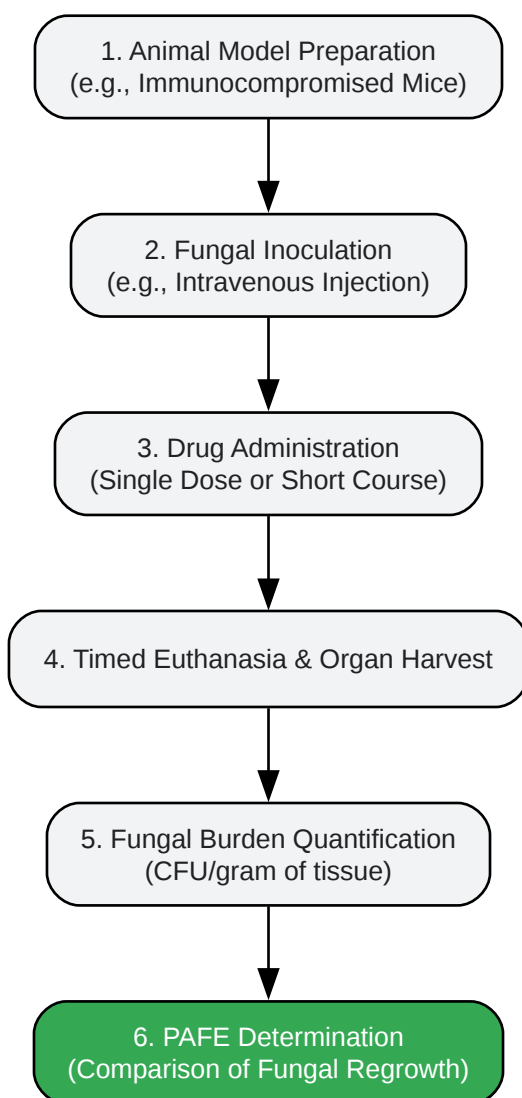 1. Animal Model Preparation
(e.g., Immunocompromised Mice)
2. Fungal Inoculation
(e.g., Intravenous Injection)
3. Drug Administration
(Single Dose or Short Course)
4. Timed Euthanasia & Organ Harvest
5. Fungal Burden Quantification
(CFU/gram of tissue)
6. PAFE Determination
(Comparison of Fungal Regrowth)